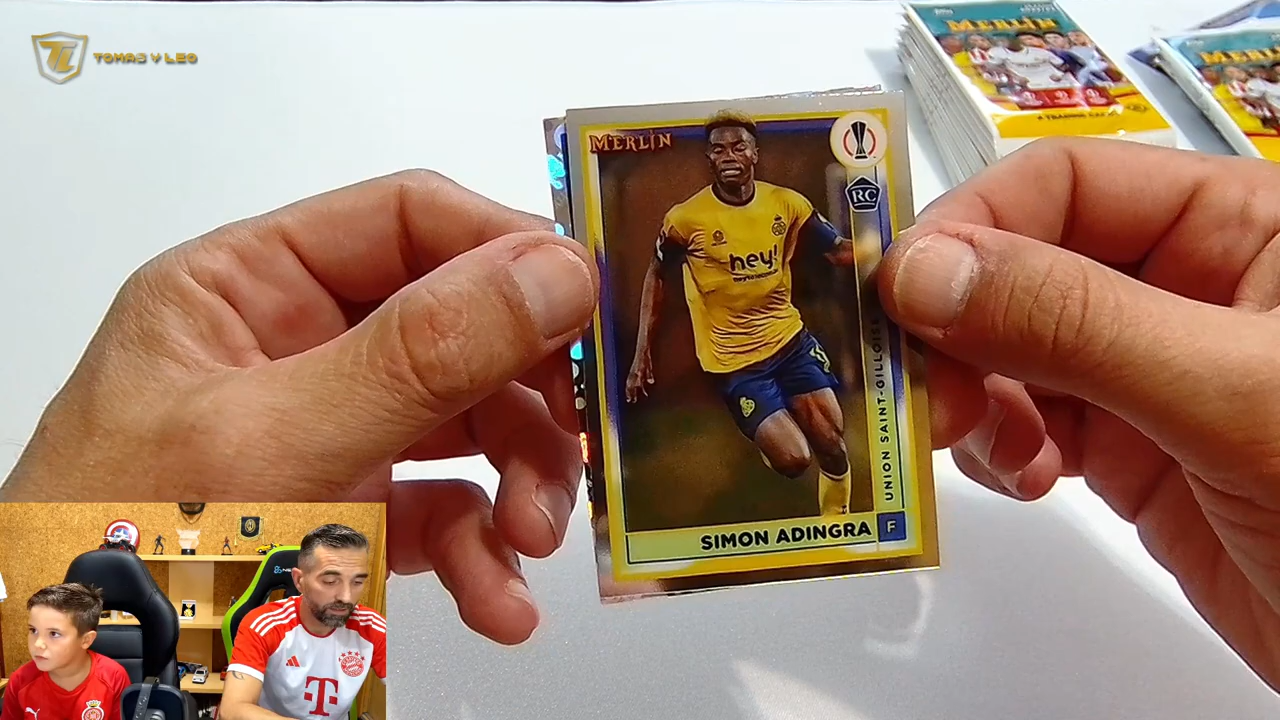 TOMAS Y LEO
MERLIN
MERLIN
MERLIN
RC
hey!
UNION SAINT-GILLOISE
SIMON ADINGRA
F
T